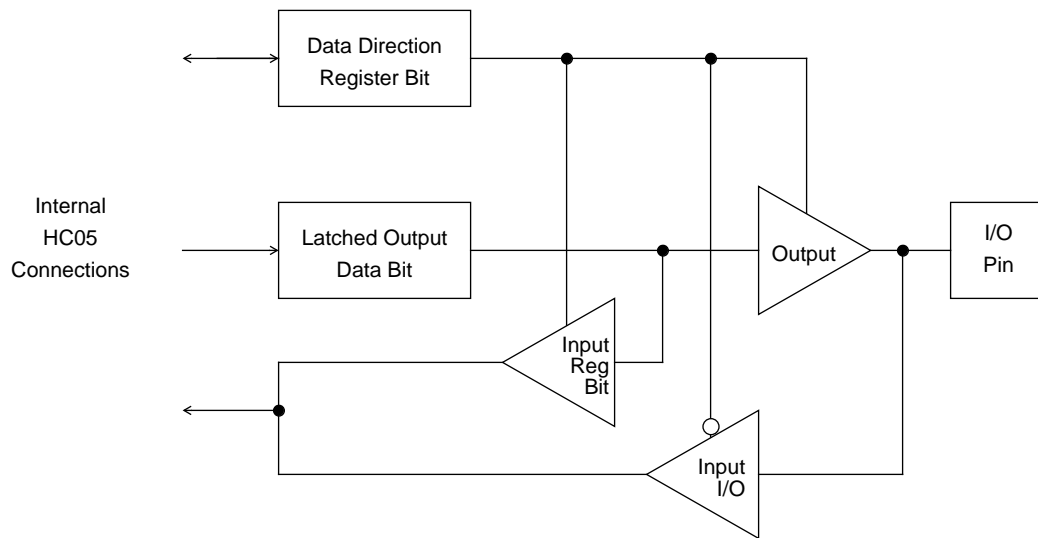 Data Direction
Register Bit
Internal
HC05
Connections
Latched Output
Data Bit
Output
I/O
Pin
Input
Reg
Bit
Input
I/O